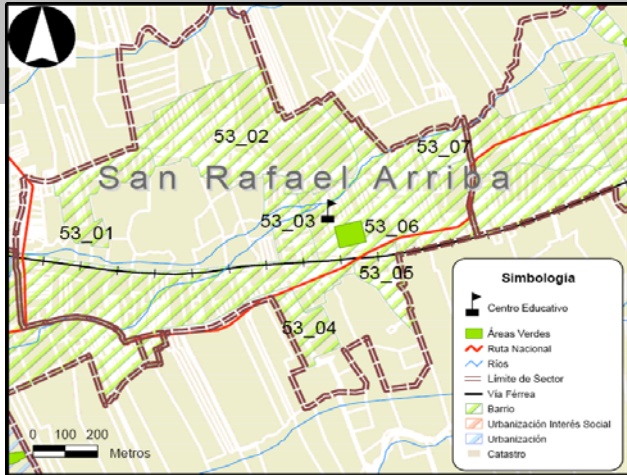 53_02
53_07
San Rafael Arriba
53_03
53_06
53_01
53_05
53_04
Simbología
Centro Educativo
Áreas Verdes
Ruta Nacional
Ríos
Límite de Sector
Vía Férrea
Barrio
Urbanización Interés Social
Urbanización
Catastro
0 100 200
Metros